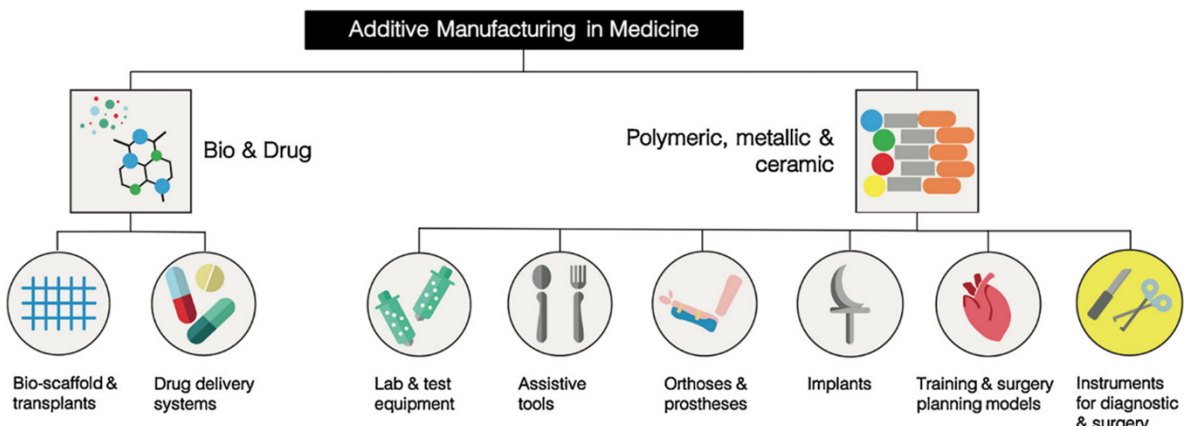 Additive Manufacturing in Medicine
Bio & Drug
Polymeric, metallic &
ceramic
Bio-scaffold &
transplants
Drug delivery
systems
Lab & test
equipment
Assistive
tools
Orthoses &
prostheses
Implants
Training & surgery
planning models
Instruments
for diagnostic
& surgery